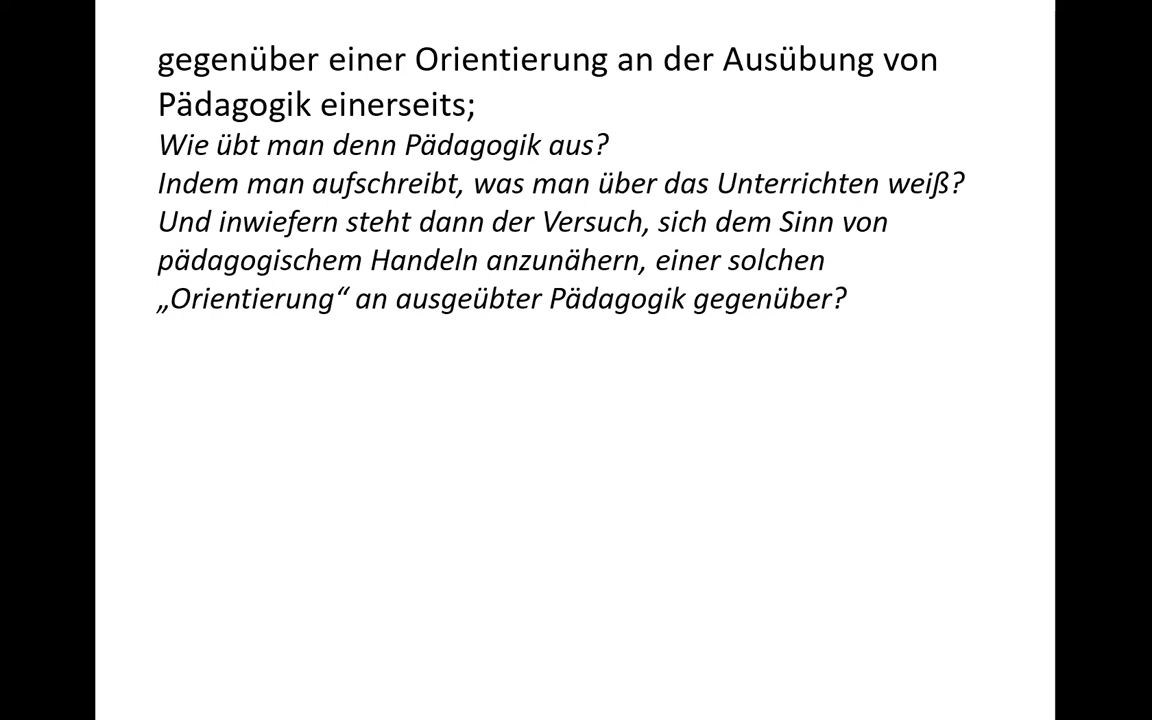 gegenüber einer Orientierung an der Ausübung von
Pädagogik einerseits;
Wie übt man denn Pädagogik aus?
Indem man aufschreibt, was man über das Unterrichten weiß?
Und inwiefern steht dann der Versuch, sich dem Sinn von
pädagogischem Handeln anzunähern, einer solchen
„Orientierung“ an ausgeübter Pädagogik gegenüber?